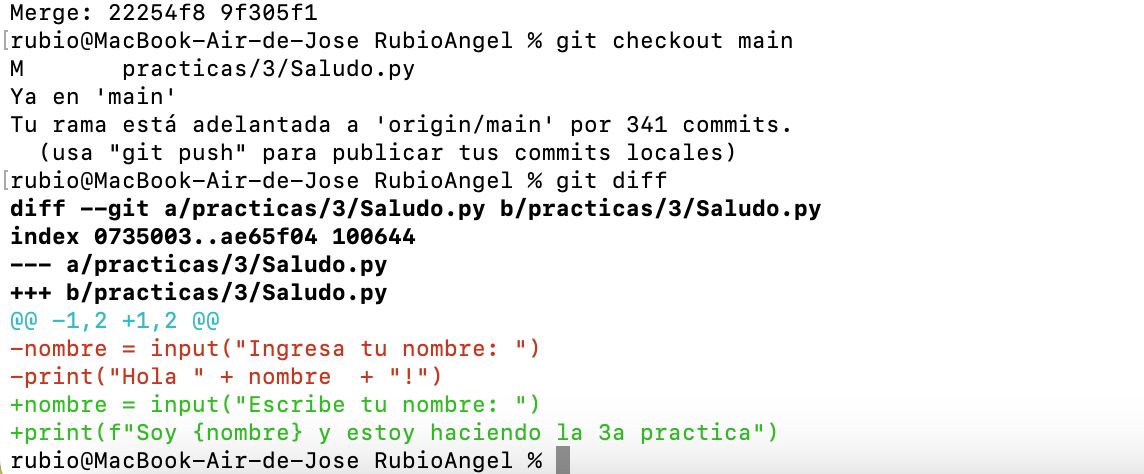 Merge: 22254f8 9f305f1
[rubio@MacBook-Air-de-Jose RubioAngel % git checkout main
M       practicas/3/Saludo.py
Ya en 'main'
Tu rama está adelantada a 'origin/main' por 341 commits.
  (usa "git push" para publicar tus commits locales)
[rubio@MacBook-Air-de-Jose RubioAngel % git diff
diff --git a/practicas/3/Saludo.py b/practicas/3/Saludo.py
index 0735003..ae65f04 100644
--- a/practicas/3/Saludo.py
+++ b/practicas/3/Saludo.py
@@ -1,2 +1,2 @@
-nombre = input("Ingresa tu nombre: ")
-print("Hola " + nombre  + "!")
+nombre = input("Escribe tu nombre: ")
+print(f"Soy {nombre} y estoy haciendo la 3a practica")
rubio@MacBook-Air-de-Jose RubioAngel %